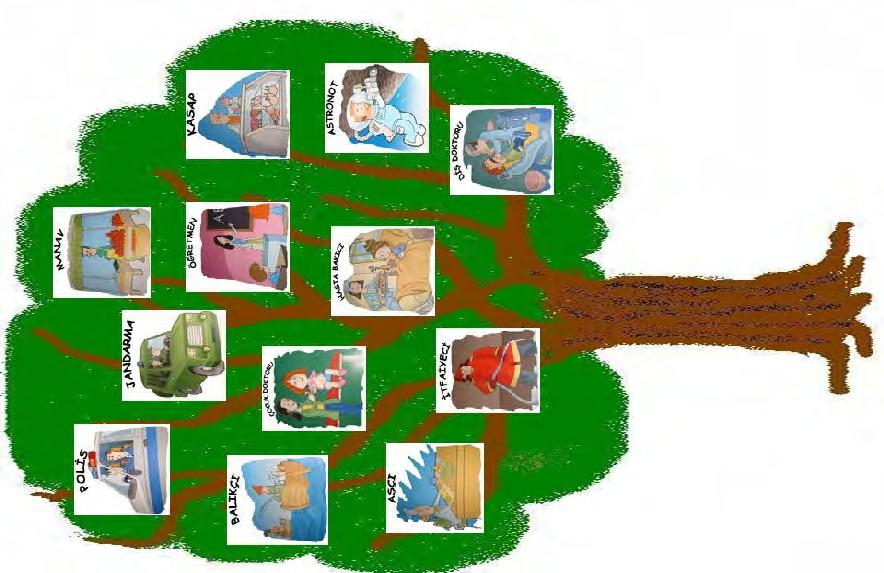 KASAP
ASTRONOT
DİŞ DOKTORU
MANAV
ÖĞRETMEN
HASTA BAKICI
JANDARMA
ÇOCUK DOKTORU
İTFAİYECİ
POLİS
BALIKÇI
AŞÇI